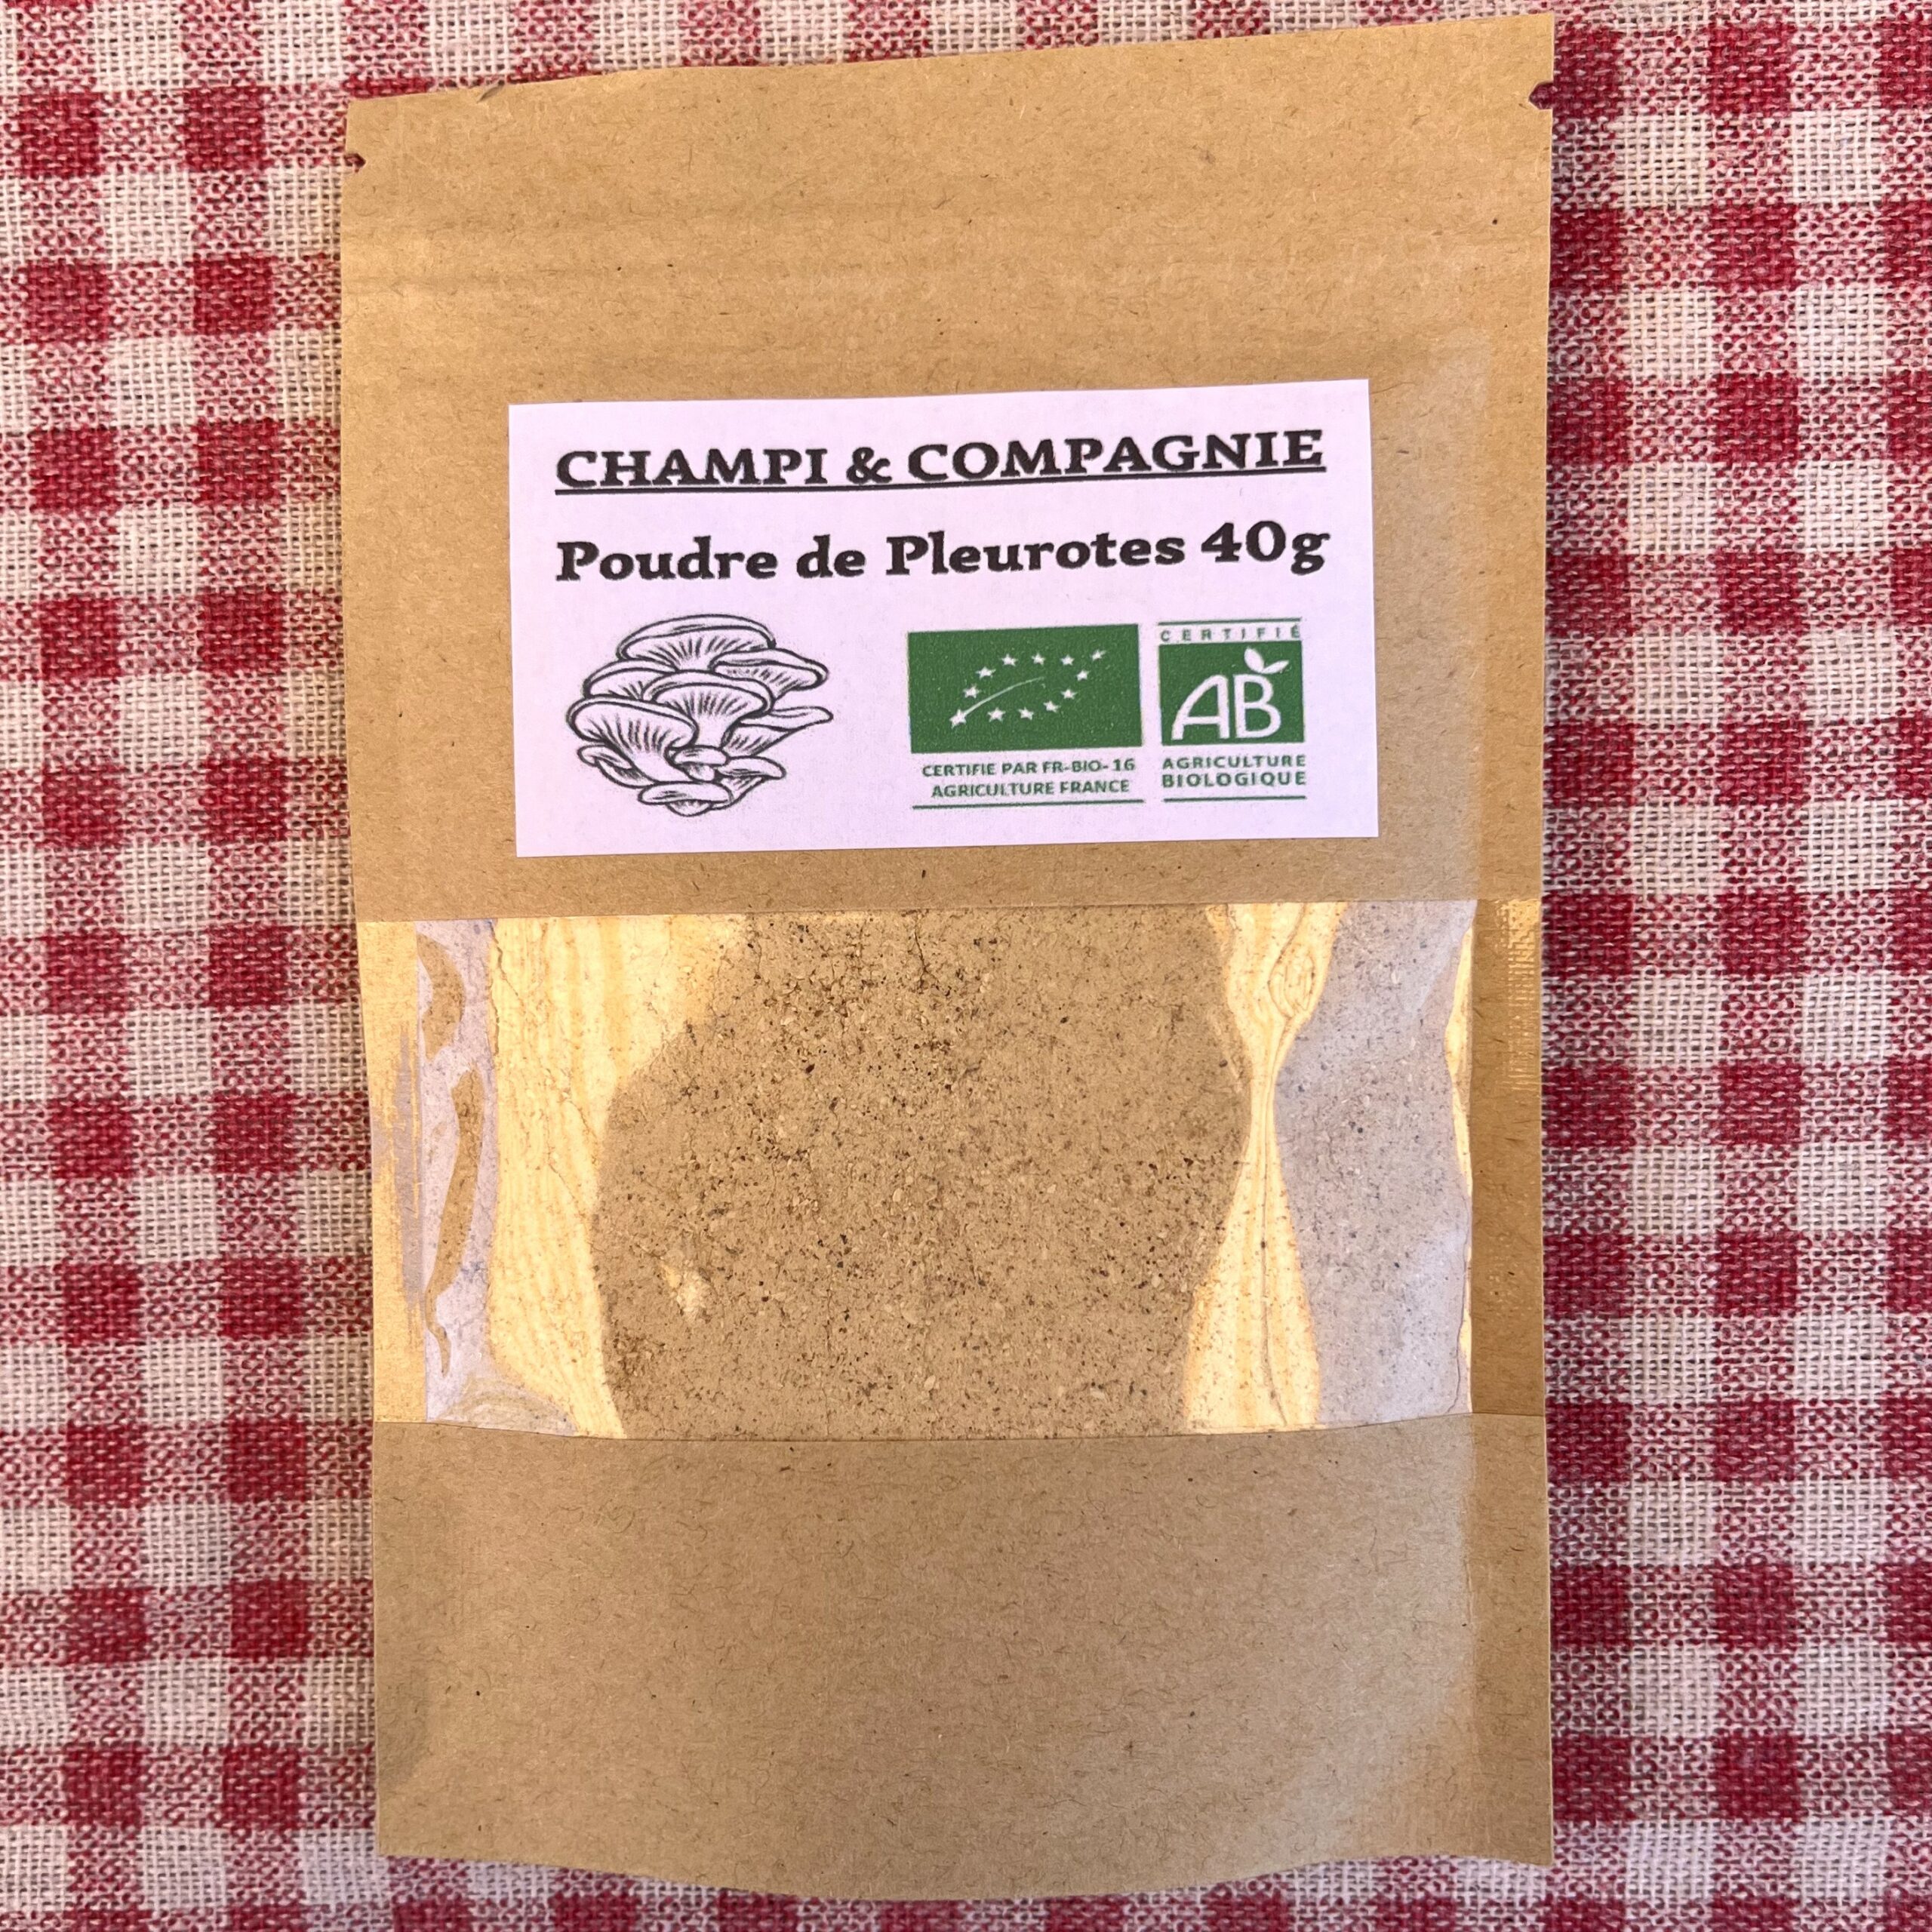 CHAMPI & COMPAGNIE
Poudre de Pleurotes 40g
CERTIFIE PAR FR-BIO-16
AGRICULTURE FRANCE
CERTIFIÉ
AB
AGRICULTURE
BIOLOGIQUE